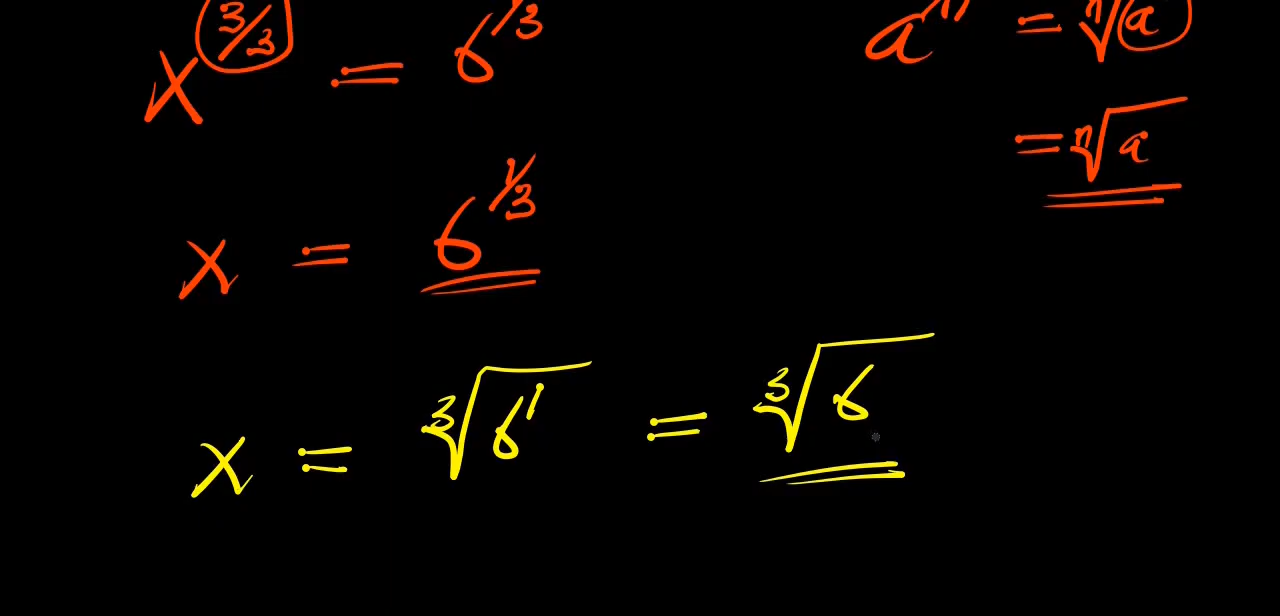 x^(3/3) = 6^(1/3)
a^(1/n) = ⁿ√a
= ⁿ√a
x = 6^(1/3)
x = ³√6¹ = ³√6